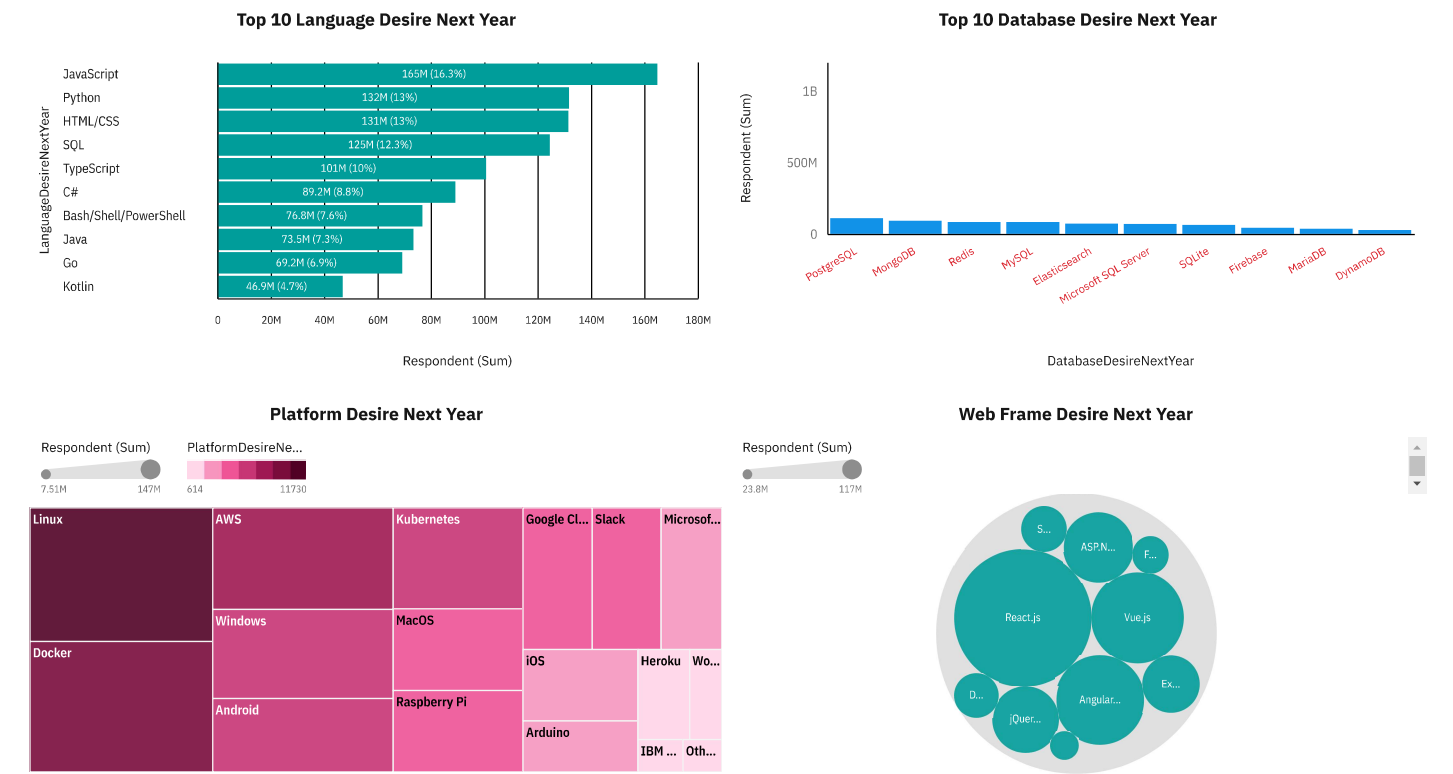 Top 10 Language Desire Next Year
LanguageDesireNextYear
JavaScript
165M (16.3%)
Python
132M (13%)
HTML/CSS
131M (13%)
SQL
125M (12.3%)
TypeScript
101M (10%)
C#
89.2M (8.8%)
Bash/Shell/PowerShell
76.8M (7.6%)
Java
73.5M (7.3%)
Go
69.2M (6.9%)
Kotlin
46.9M (4.7%)
0 20M 40M 60M 80M 100M 120M 140M 160M 180M
Respondent (Sum)
Top 10 Database Desire Next Year
Respondent (Sum)
1B
500M
0
PostgreSQL
MongoDB
Redis
MySQL
Elasticsearch
Microsoft SQL Server
SQLite
Firebase
MariaDB
DynamoDB
DatabaseDesireNextYear
Platform Desire Next Year
Respondent (Sum)
7.51M 147M
PlatformDesireNe...
614 11730
Linux
Docker
AWS
Windows
Android
Kubernetes
MacOS
Raspberry Pi
Google Cl...
Slack
Microsof...
iOS
Arduino
Heroku
Wo...
IBM ...
Oth...
Web Frame Desire Next Year
Respondent (Sum)
23.8M 117M
S...
ASP.N...
F...
React.js
Vue.js
D...
jQuer...
Angular...
Ex...